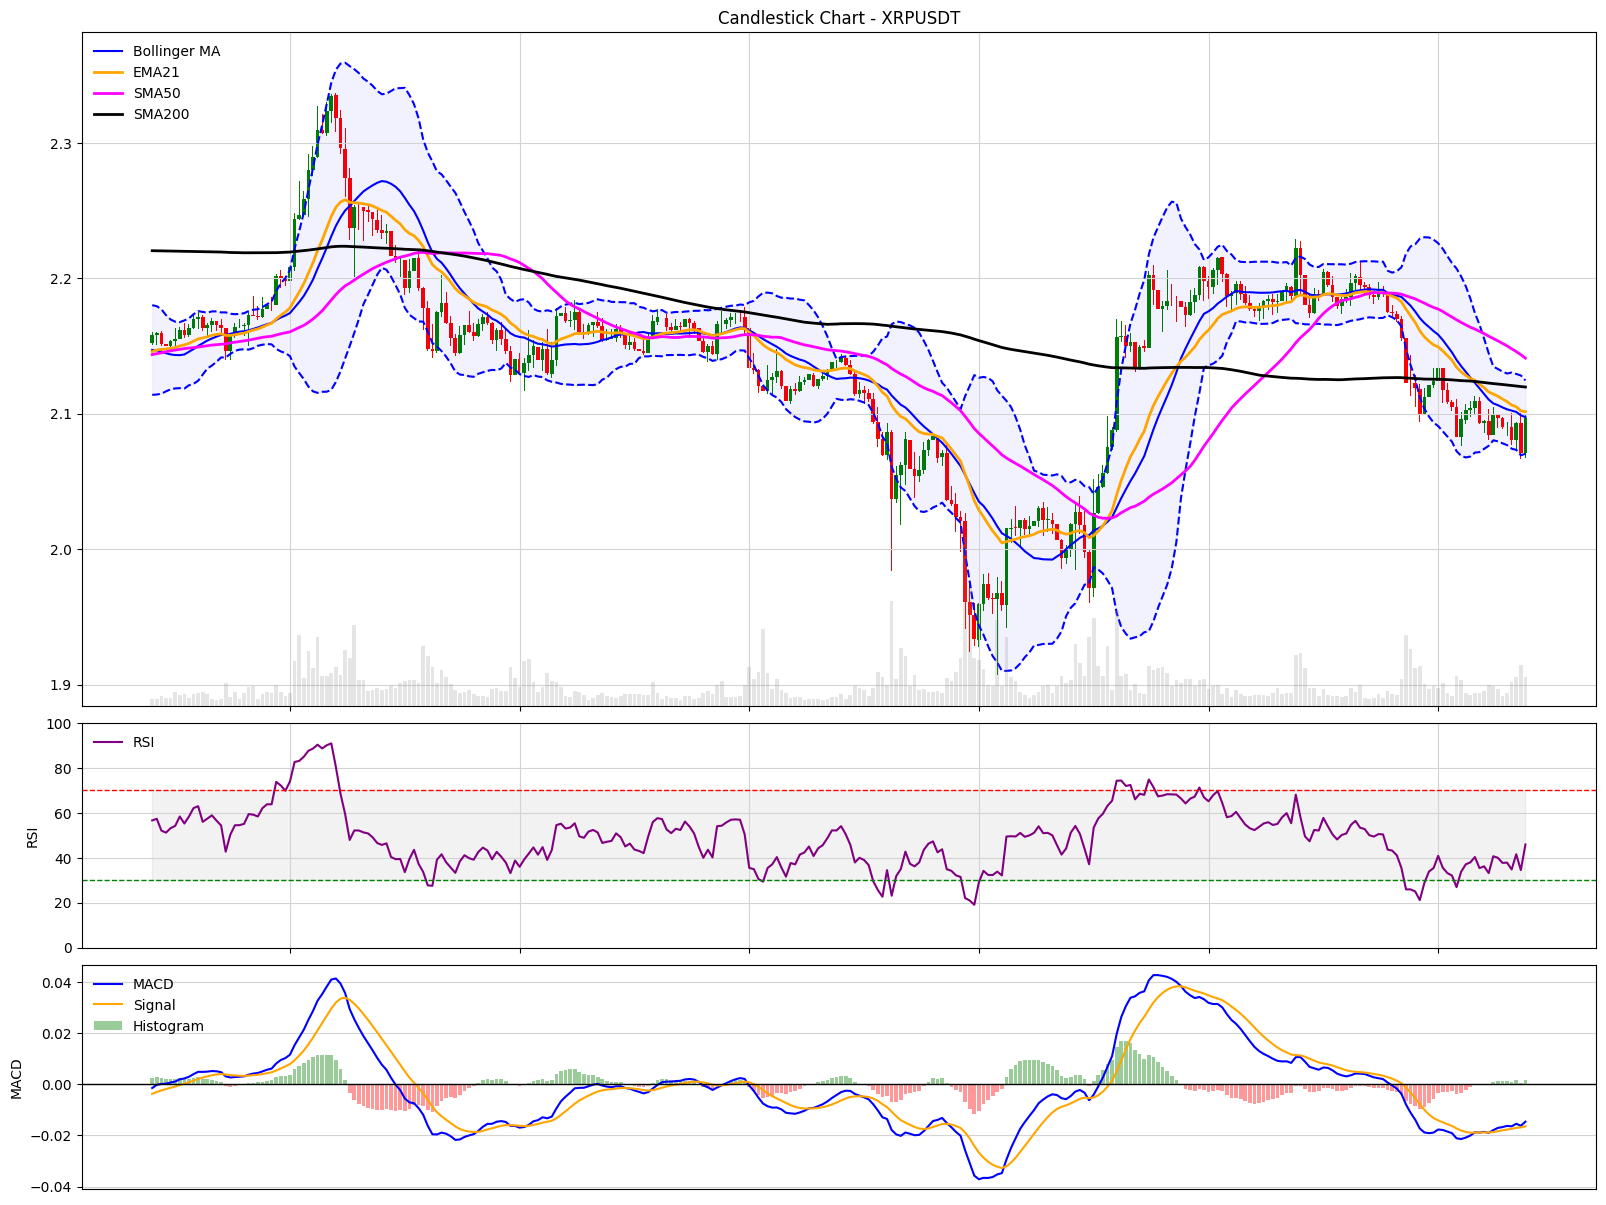 Candlestick Chart - XRPUSDT
Bollinger MA
EMA21
SMA50
SMA200
2.3
2.2
2.1
2.0
1.9
RSI
100
80
60
40
20
0
RSI
MACD
Signal
Histogram
0.04
0.02
0.00
−0.02
−0.04
MACD